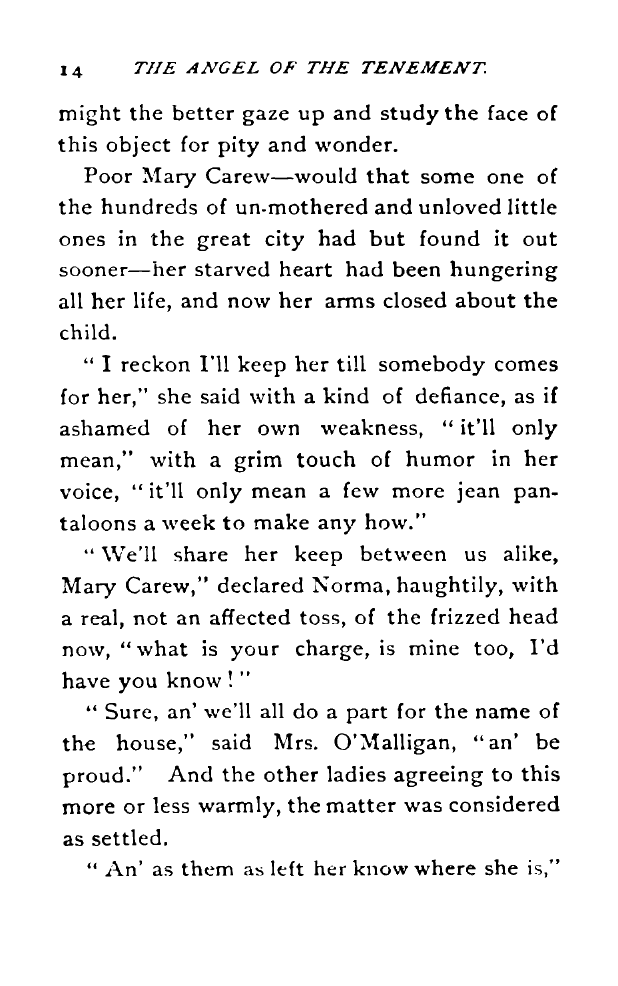 14 THE ANGEL OF THE TENEMENT.
might the better gaze up and study the face of
this object for pity and wonder.
Poor Mary Carew—would that some one of
the hundreds of un-mothered and unloved little
ones in the great city had but found it out
sooner—her starved heart had been hungering
all her life, and now her arms closed about the
child.
“ I reckon I'll keep her till somebody comes
for her,” she said with a kind of defiance, as if
ashamed of her own weakness, “ it'll only
mean,” with a grim touch of humor in her
voice, “ it'll only mean a few more jean pan-
taloons a week to make any how.”
“ We'll share her keep between us alike,
Mary Carew,” declared Norma, haughtily, with
a real, not an affected toss, of the frizzed head
now, “ what is your charge, is mine too, I'd
have you know ! ”
“ Sure, an’ we'll all do a part for the name of
the house,” said Mrs. O'Malligan, “ an’ be
proud.” And the other ladies agreeing to this
more or less warmly, the matter was considered
as settled.
“ An’ as them as left her know where she is,”